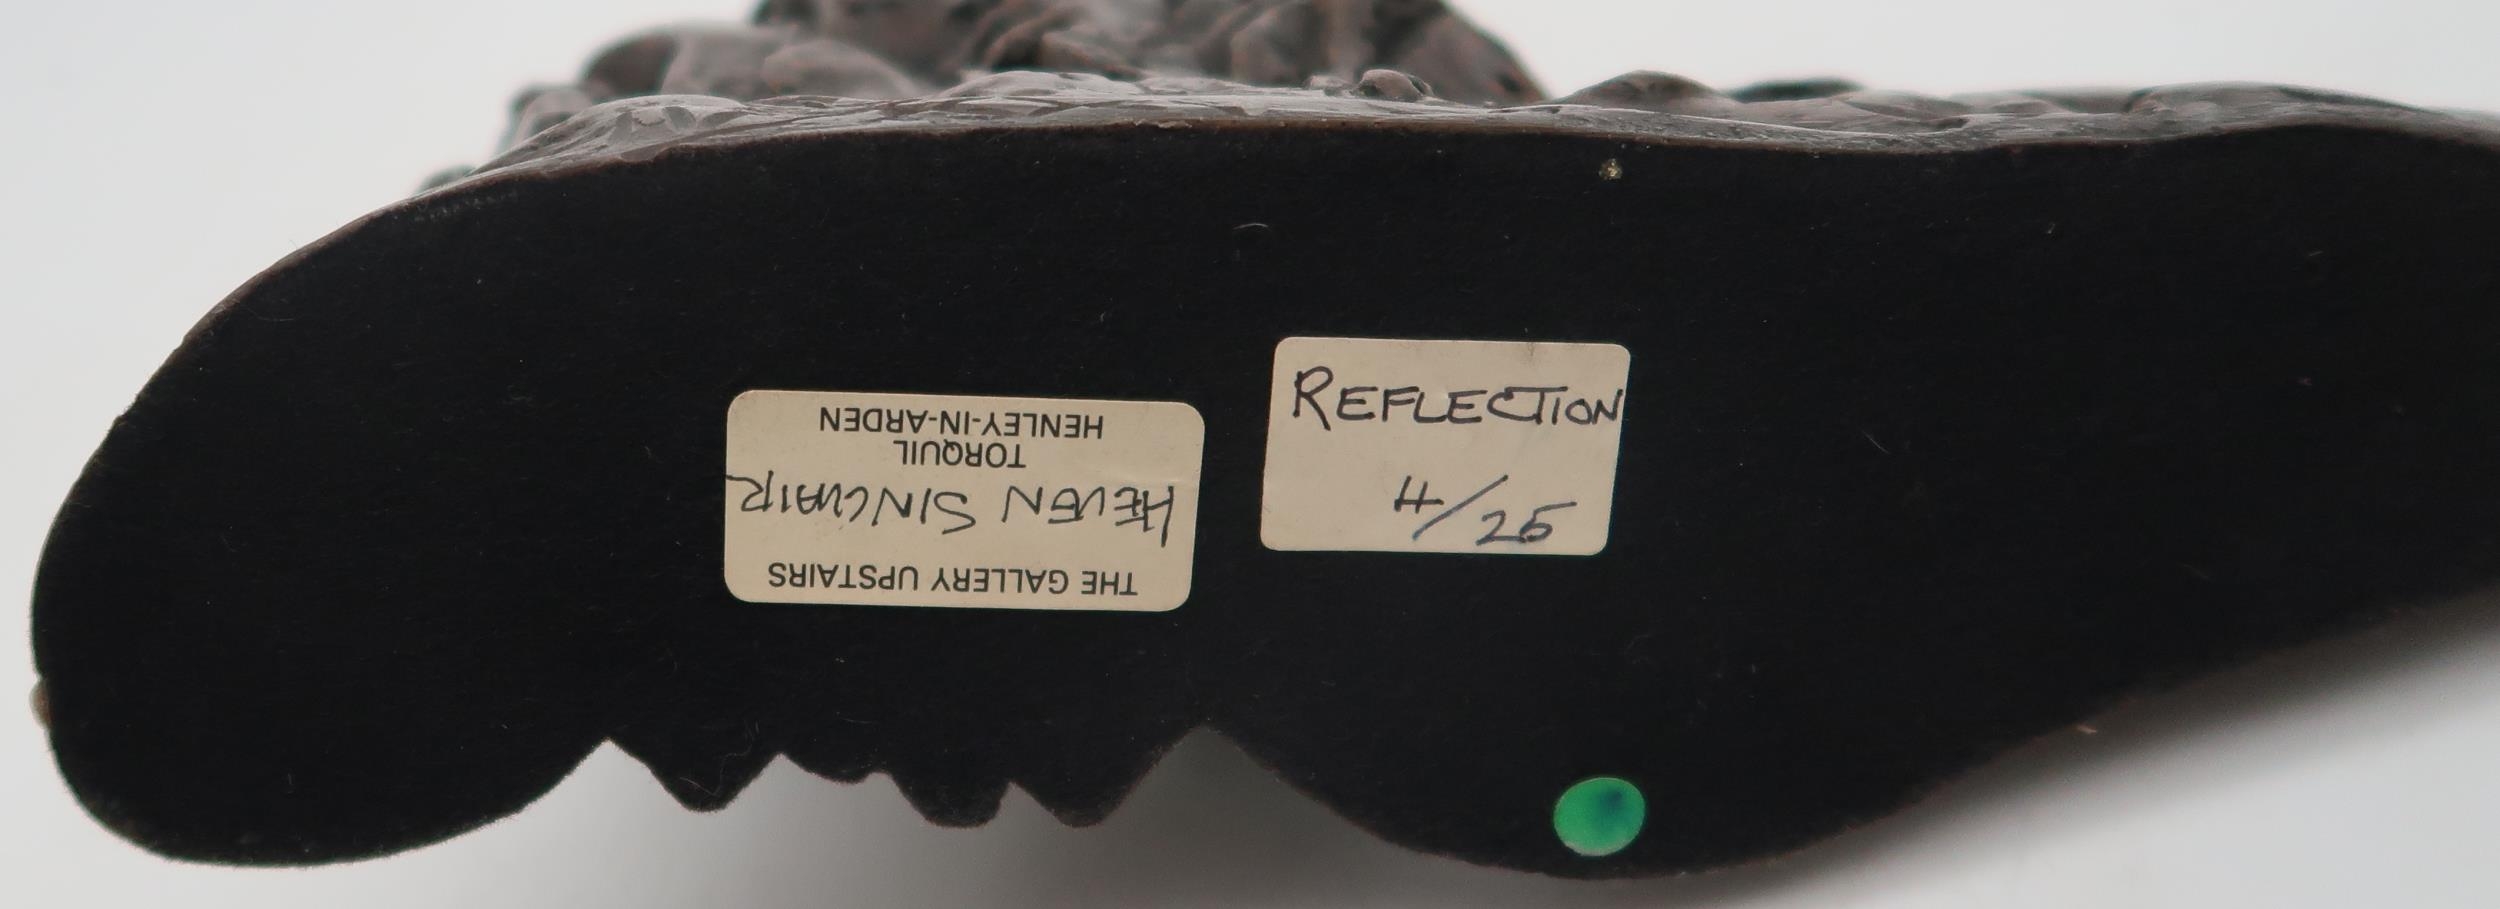 THE GALLERY UPSTAIRS
HELEN SINCLAIR
TORQUIL
HENLEY-IN-ARDEN
REFLECTION
4/25